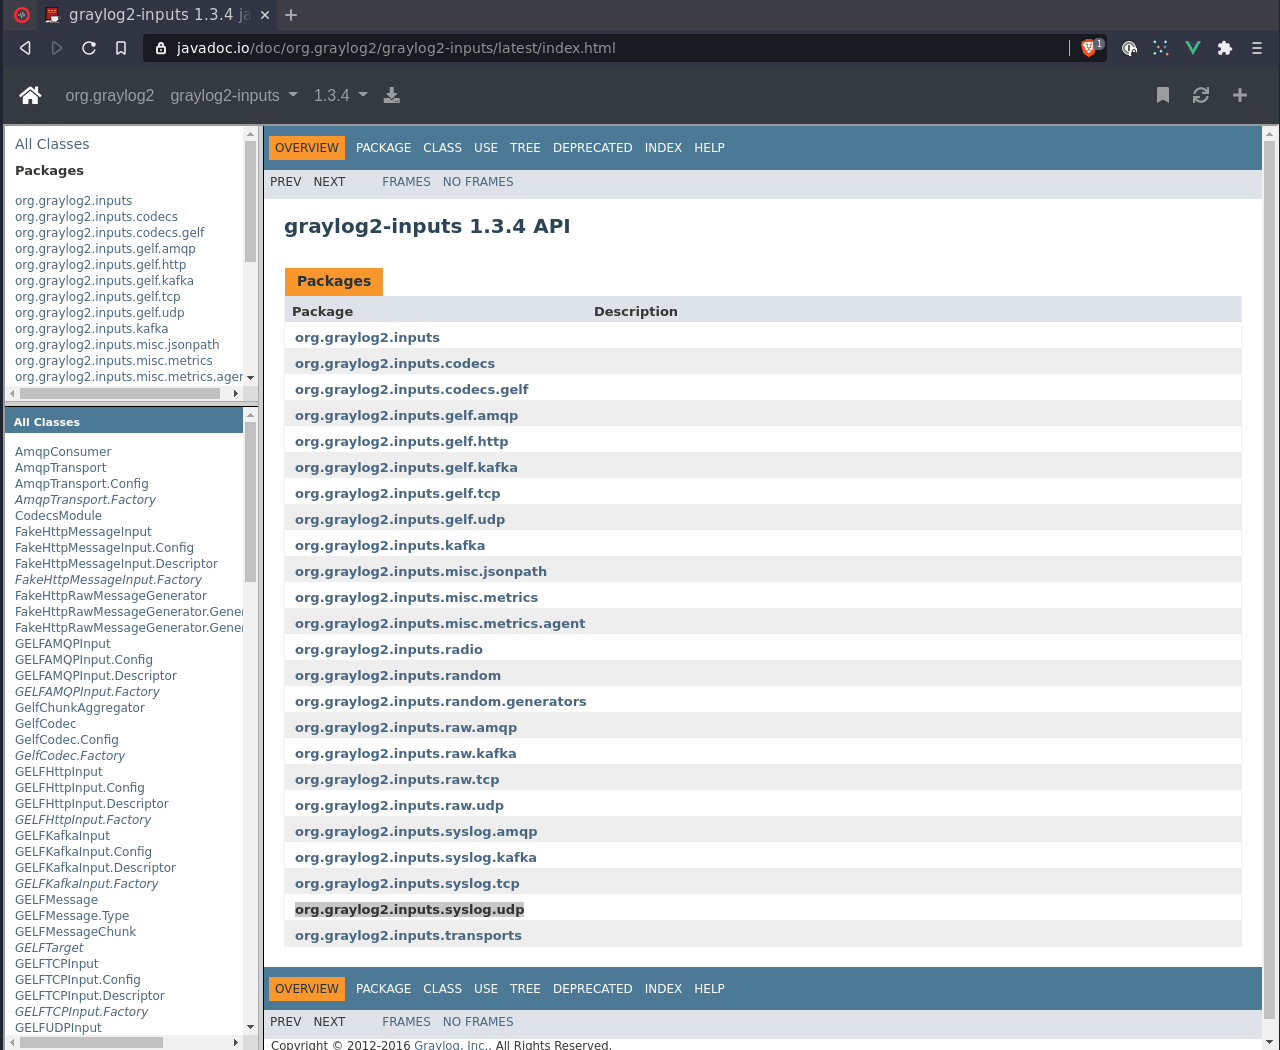 graylog2-inputs 1.3.4 ja
javadoc.io/doc/org.graylog2/graylog2-inputs/latest/index.html
1
org.graylog2 graylog2-inputs 1.3.4
All Classes
Packages
org.graylog2.inputs
org.graylog2.inputs.codecs
org.graylog2.inputs.codecs.gelf
org.graylog2.inputs.gelf.amqp
org.graylog2.inputs.gelf.http
org.graylog2.inputs.gelf.kafka
org.graylog2.inputs.gelf.tcp
org.graylog2.inputs.gelf.udp
org.graylog2.inputs.kafka
org.graylog2.inputs.misc.jsonpath
org.graylog2.inputs.misc.metrics
org.graylog2.inputs.misc.metrics.agen
All Classes
AmqpConsumer
AmqpTransport
AmqpTransport.Config
AmqpTransport.Factory
CodecsModule
FakeHttpMessageInput
FakeHttpMessageInput.Config
FakeHttpMessageInput.Descriptor
FakeHttpMessageInput.Factory
FakeHttpRawMessageGenerator
FakeHttpRawMessageGenerator.Gener
FakeHttpRawMessageGenerator.Gener
GELFAMQPInput
GELFAMQPInput.Config
GELFAMQPInput.Descriptor
GELFAMQPInput.Factory
GelfChunkAggregator
GelfCodec
GelfCodec.Config
GelfCodec.Factory
GELFHttpInput
GELFHttpInput.Config
GELFHttpInput.Descriptor
GELFHttpInput.Factory
GELFKafkaInput
GELFKafkaInput.Config
GELFKafkaInput.Descriptor
GELFKafkaInput.Factory
GELFMessage
GELFMessage.Type
GELFMessageChunk
GELFTarget
GELFTCPInput
GELFTCPInput.Config
GELFTCPInput.Descriptor
GELFTCPInput.Factory
GELFUDPInput
OVERVIEW PACKAGE CLASS USE TREE DEPRECATED INDEX HELP
PREV NEXT FRAMES NO FRAMES
graylog2-inputs 1.3.4 API
Packages
Package Description
org.graylog2.inputs
org.graylog2.inputs.codecs
org.graylog2.inputs.codecs.gelf
org.graylog2.inputs.gelf.amqp
org.graylog2.inputs.gelf.http
org.graylog2.inputs.gelf.kafka
org.graylog2.inputs.gelf.tcp
org.graylog2.inputs.gelf.udp
org.graylog2.inputs.kafka
org.graylog2.inputs.misc.jsonpath
org.graylog2.inputs.misc.metrics
org.graylog2.inputs.misc.metrics.agent
org.graylog2.inputs.radio
org.graylog2.inputs.random
org.graylog2.inputs.random.generators
org.graylog2.inputs.raw.amqp
org.graylog2.inputs.raw.kafka
org.graylog2.inputs.raw.tcp
org.graylog2.inputs.raw.udp
org.graylog2.inputs.syslog.amqp
org.graylog2.inputs.syslog.kafka
org.graylog2.inputs.syslog.tcp
org.graylog2.inputs.syslog.udp
org.graylog2.inputs.transports
OVERVIEW PACKAGE CLASS USE TREE DEPRECATED INDEX HELP
PREV NEXT FRAMES NO FRAMES
Copyright © 2012-2016 Graylog, Inc.. All Rights Reserved.